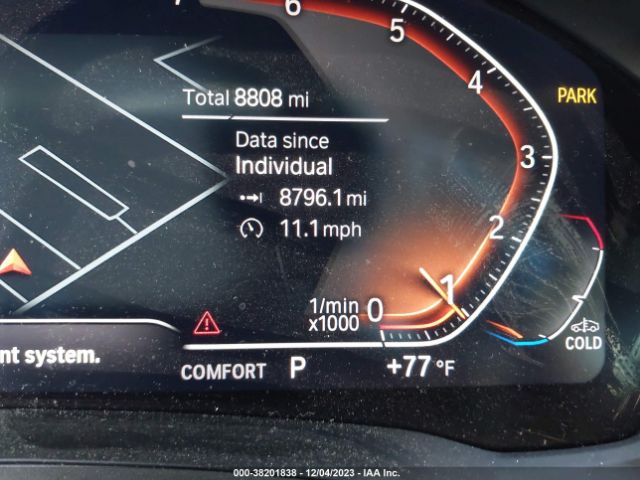 7 6 5 4 3 2 1 0
Total 8808 mi
PARK
Data since
Individual
8796.1 mi
11.1 mph
1/min
x1000
nt system.
COLD
COMFORT P +77 °F
000-38201838 - 12/04/2023 - IAA Inc.